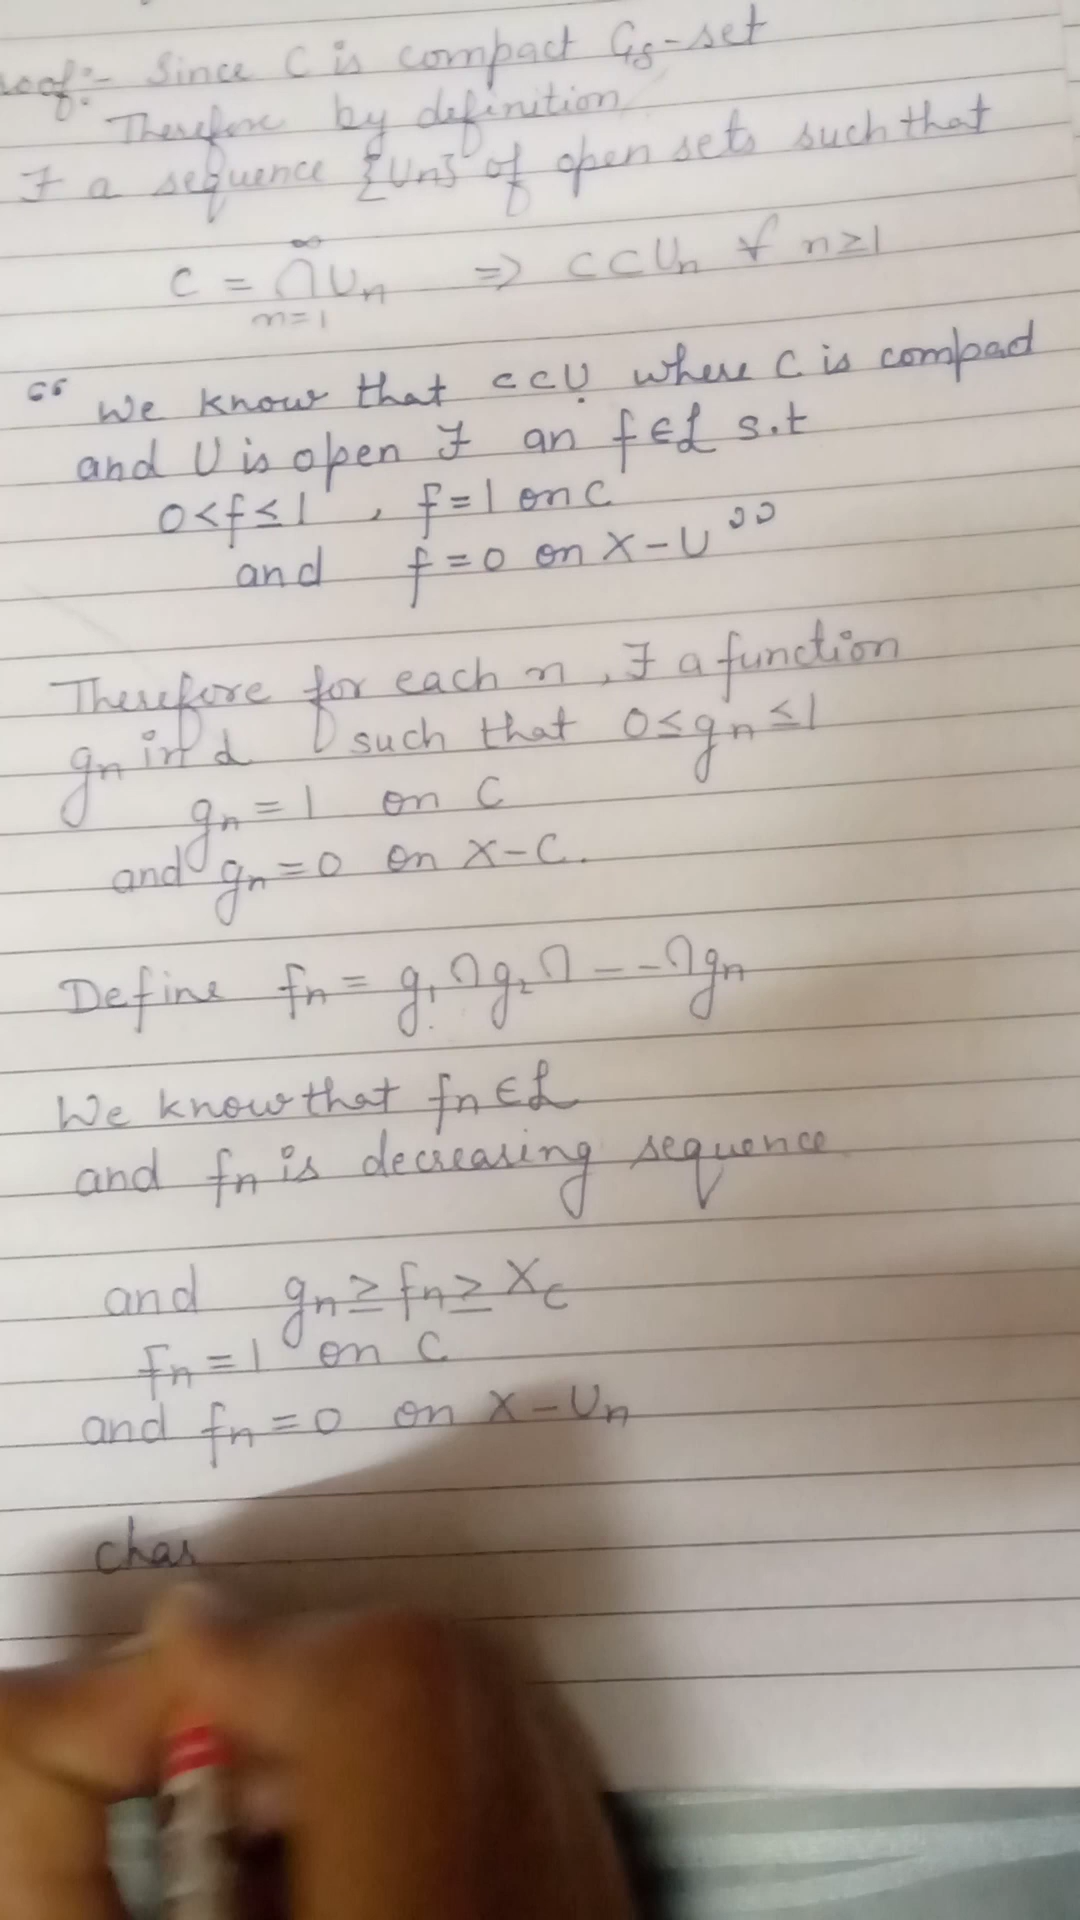 roof:- Since C is compact Gδ-set
Therefore by definition
∃ a sequence {Un} of open sets such that
C = ∞∩n=1 Un ⇒ C⊂Un ∀ n≥1
“ We know that C⊂U where C is compact
and U is open ∃ an f∈ℒ s.t
0<f≤1 , f=1 on C
and f=0 on X-U ”
Therefore for each n, ∃ a function
gn in ℒ such that 0≤gn≤1
gn=1 on C
and gn=0 on X-C.
Define fn = g1∩g2∩---∩gn
We know that fn∈ℒ
and fn is decreasing sequence
and gn≥fn≥Xc
Fn=1 on C
and fn=0 on X-Un
char